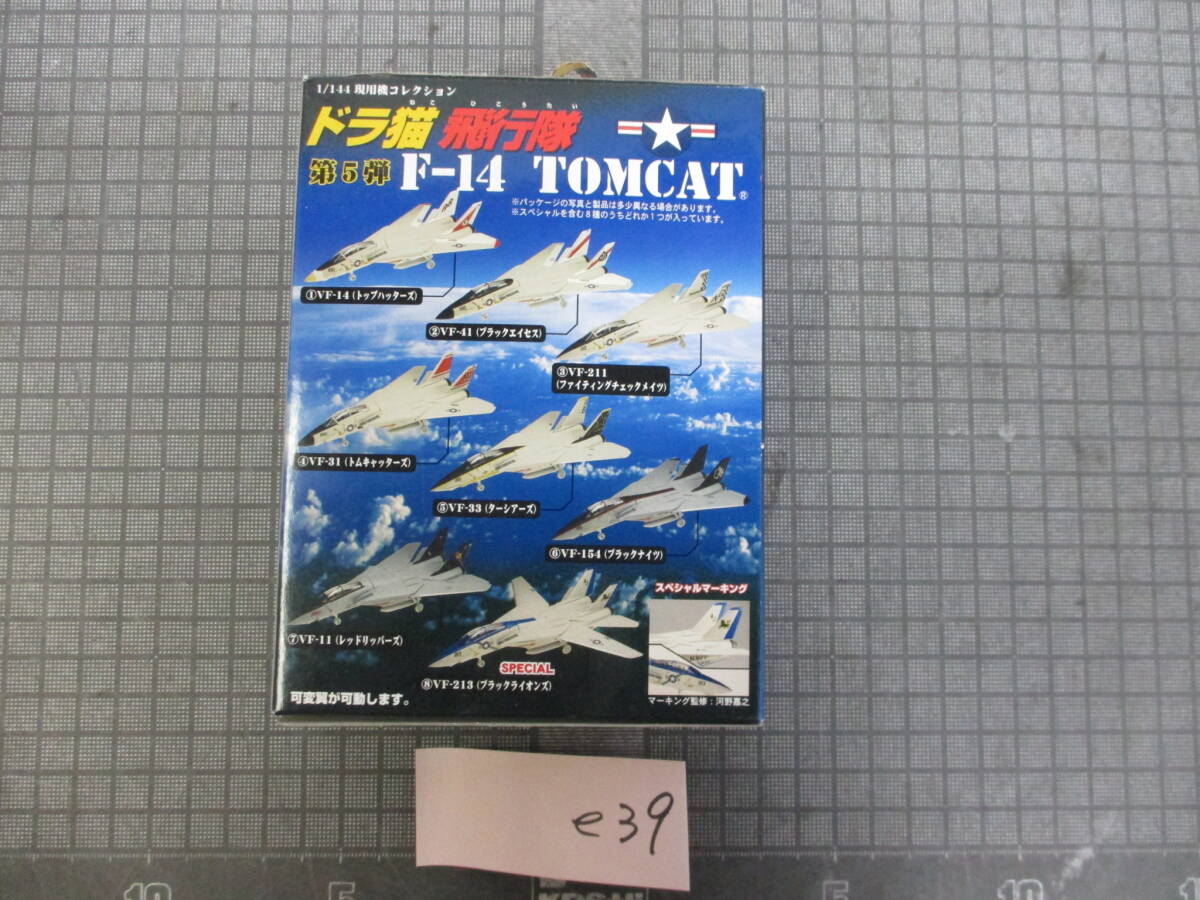 1/144 現用機コレクション
ねこ ひこうたい
ドラ猫 飛行隊
第5弾 F-14 TOMCAT®
※パッケージの写真と製品は多少異なる場合があります。
※スペシャルを含む8種のうちどれか1つが入っています。
①VF-14 (トップハッターズ)
②VF-41 (ブラックエイセス)
③VF-211
(ファイティングチェックメイツ)
④VF-31 (トムキャッターズ)
⑤VF-33 (ターシアーズ)
⑥VF-154 (ブラックナイツ)
スペシャルマーキング
⑦VF-11 (レッドリッパーズ)
SPECIAL
⑧VF-213 (ブラックライオンズ)
可変翼が可動します。
マーキング監修：河野嘉之
e39
10 5 5 10